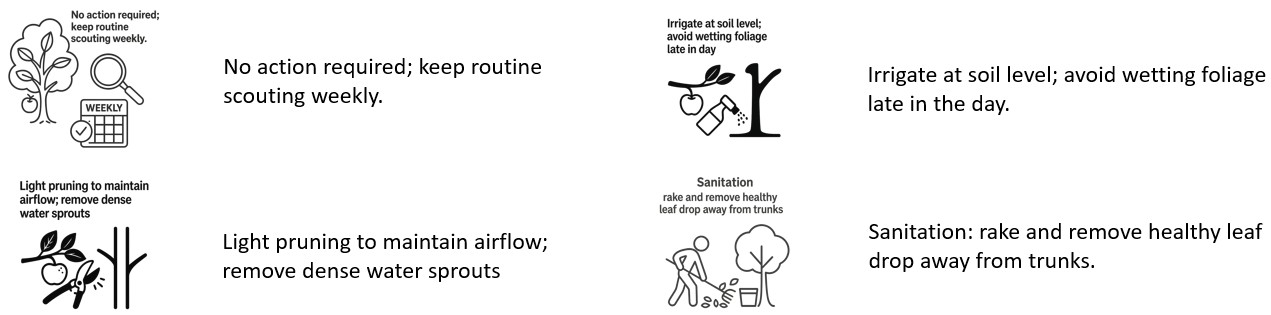 No action required;
keep routine
scouting weekly.
WEEKLY
No action required; keep routine
scouting weekly.
Irrigate at soil level;
avoid wetting foliage
late in day
Irrigate at soil level; avoid wetting foliage
late in the day.
Light pruning to maintain
airflow; remove dense
water sprouts
Light pruning to maintain airflow;
remove dense water sprouts
Sanitation
rake and remove healthy
leaf drop away from trunks
Sanitation: rake and remove healthy leaf
drop away from trunks.